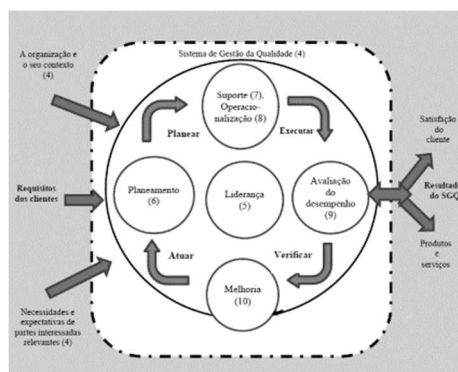 Sistema de Gestão da Qualidade (4)
A organização e
o seu contexto
(4)
Suporte (7),
Operacio-
nalização (8)
Planear
Executar
Satisfação
do
cliente
Requisitos
dos clientes
Planeamento
(6)
Liderança
(5)
Avaliação
do
desempenho
(9)
Resultado
do SGQ
Atuar
Verificar
Produtos
e
serviços
Melhoria
(10)
Necessidades e
expectativas de
partes interessadas
relevantes (4)